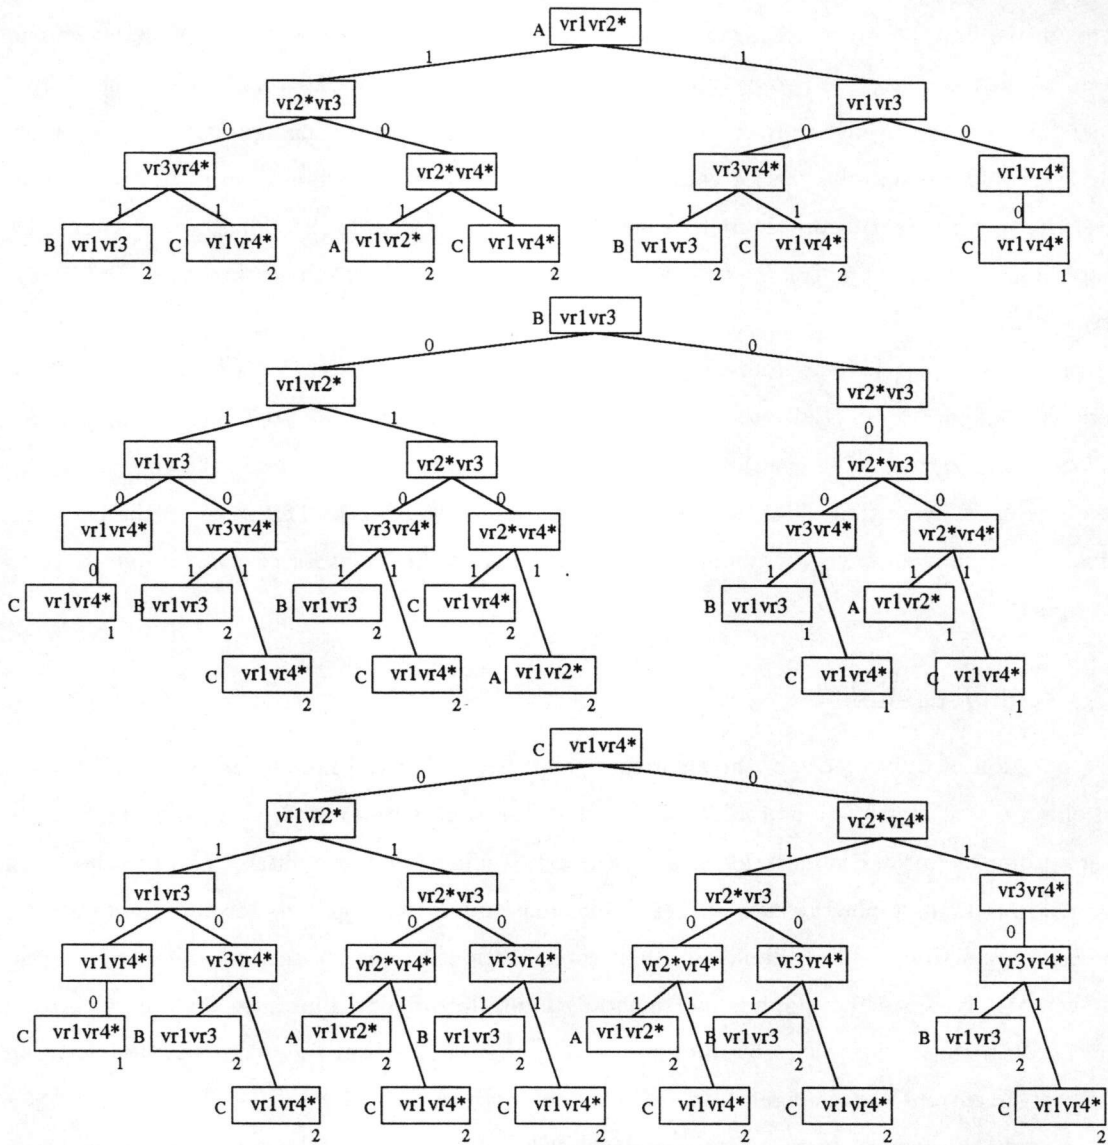 A vr1vr2*
1 1
vr2*vr3 vr1vr3
0 0 0 0
vr3vr4* vr2*vr4* vr3vr4* vr1vr4*
1 1 1 1 1 1 0
B vr1vr3 C vr1vr4* A vr1vr2* C vr1vr4* B vr1vr3 C vr1vr4* C vr1vr4*
2 2 2 2 2 2 1
B vr1vr3
0 0
vr1vr2* vr2*vr3
1 1 0
vr1vr3 vr2*vr3 vr2*vr3
0 0 0 0 0 0
vr1vr4* vr3vr4* vr3vr4* vr2*vr4* vr3vr4* vr2*vr4*
0 1 1 1 1 1 1 1 1 1 1
C vr1vr4* B vr1vr3 B vr1vr3 C vr1vr4* B vr1vr3 A vr1vr2*
1 2 2 2 1 1
C vr1vr4* C vr1vr4* A vr1vr2* C vr1vr4* C vr1vr4*
2 2 2 1 1
C vr1vr4*
0 0
vr1vr2* vr2*vr4*
1 1 1 1
vr1vr3 vr2*vr3 vr2*vr3 vr3vr4*
0 0 0 0 0 0 0
vr1vr4* vr3vr4* vr2*vr4* vr3vr4* vr2*vr4* vr3vr4* vr3vr4*
0 1 1 1 1 1 1 1 1 1 1 1 1
C vr1vr4* B vr1vr3 A vr1vr2* B vr1vr3 A vr1vr2* B vr1vr3 B vr1vr3
1 2 2 2 2 2 2
C vr1vr4* C vr1vr4* C vr1vr4* C vr1vr4* C vr1vr4* C vr1vr4*
2 2 2 2 2 2